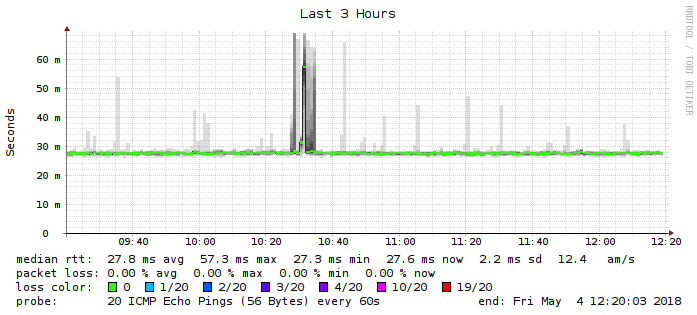 Last 3 Hours
RRDTOOL / TOBI OETIKER
Seconds
60 m
50 m
40 m
30 m
20 m
10 m
0
09:40 10:00 10:20 10:40 11:00 11:20 11:40 12:00 12:20
median rtt: 27.8 ms avg 57.3 ms max 27.3 ms min 27.6 ms now 2.2 ms sd 12.4 am/s
packet loss: 0.00 % avg 0.00 % max 0.00 % min 0.00 % now
loss color: 0 1/20 2/20 3/20 4/20 10/20 19/20
probe: 20 ICMP Echo Pings (56 Bytes) every 60s end: Fri May 4 12:20:03 2018